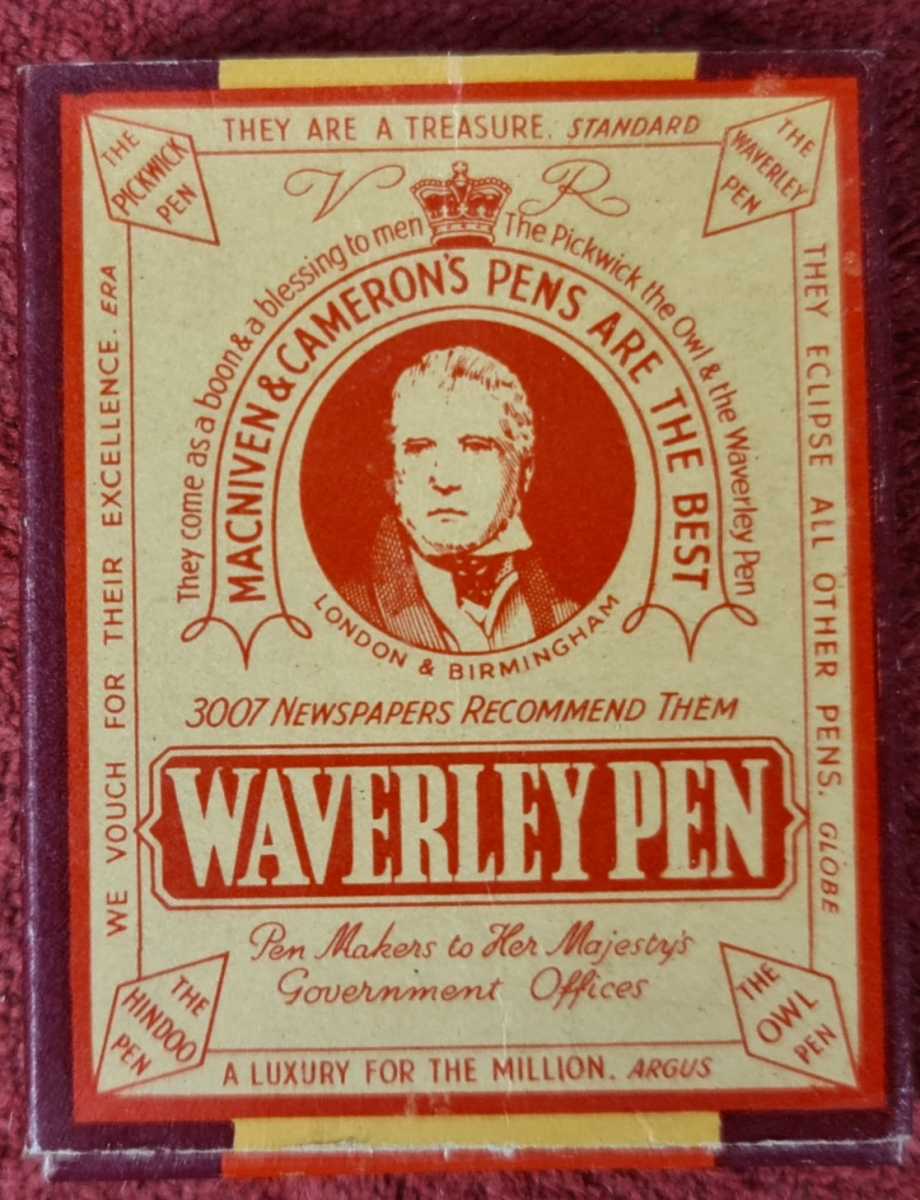 THEY ARE A TREASURE. STANDARD
THE
PICKWICK
PEN
THE
WAVERLEY
PEN
V R
They come as a boon & a blessing to men
The Pickwick the Owl & the Waverley Pen
MACNIVEN & CAMERON'S PENS ARE THE BEST
LONDON & BIRMINGHAM
WE VOUCH FOR THEIR EXCELLENCE. ERA
THEY ECLIPSE ALL OTHER PENS. GLOBE
3007 NEWSPAPERS RECOMMEND THEM
WAVERLEY PEN
Pen Makers to Her Majesty's
Government Offices
THE
HINDOO
PEN
THE
OWL
PEN
A LUXURY FOR THE MILLION. ARGUS